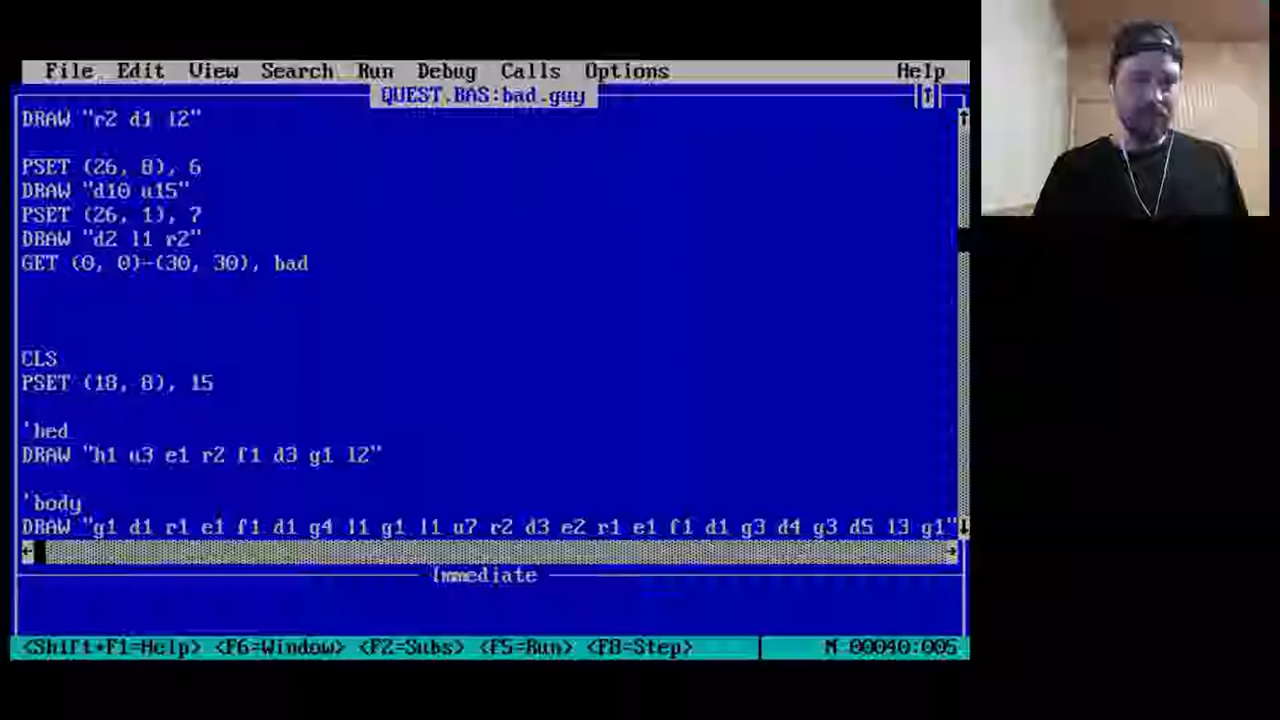 File Edit View Search Run Debug Calls Options Help
QUEST.BAS:bad.guy
DRAW "r2 d1 l2"
PSET (26, 8), 6
DRAW "d10 u15"
PSET (26, 1), 7
DRAW "d2 l1 r2"
GET (0, 0)-(30, 30), bad
CLS
PSET (18, 8), 15
'hed
DRAW "h1 u3 e1 r2 f1 d3 g1 l2"
'body
DRAW "g1 d1 r1 e1 f1 d1 g4 l1 g1 l1 u7 r2 d3 e2 r1 e1 f1 d1 g3 d4 g3 d5 l3 g1"
Immediate
<Shift+F1=Help> <F6=Window> <F2=Subs> <F5=Run> <F8=Step> N 00040:005